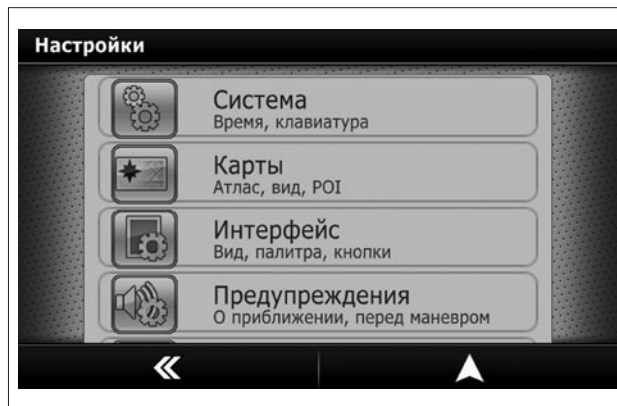 Настройки
Система
Время, клавиатура
Карты
Атлас, вид, POI
Интерфейс
Вид, палитра, кнопки
Предупреждения
О приближении, перед маневром